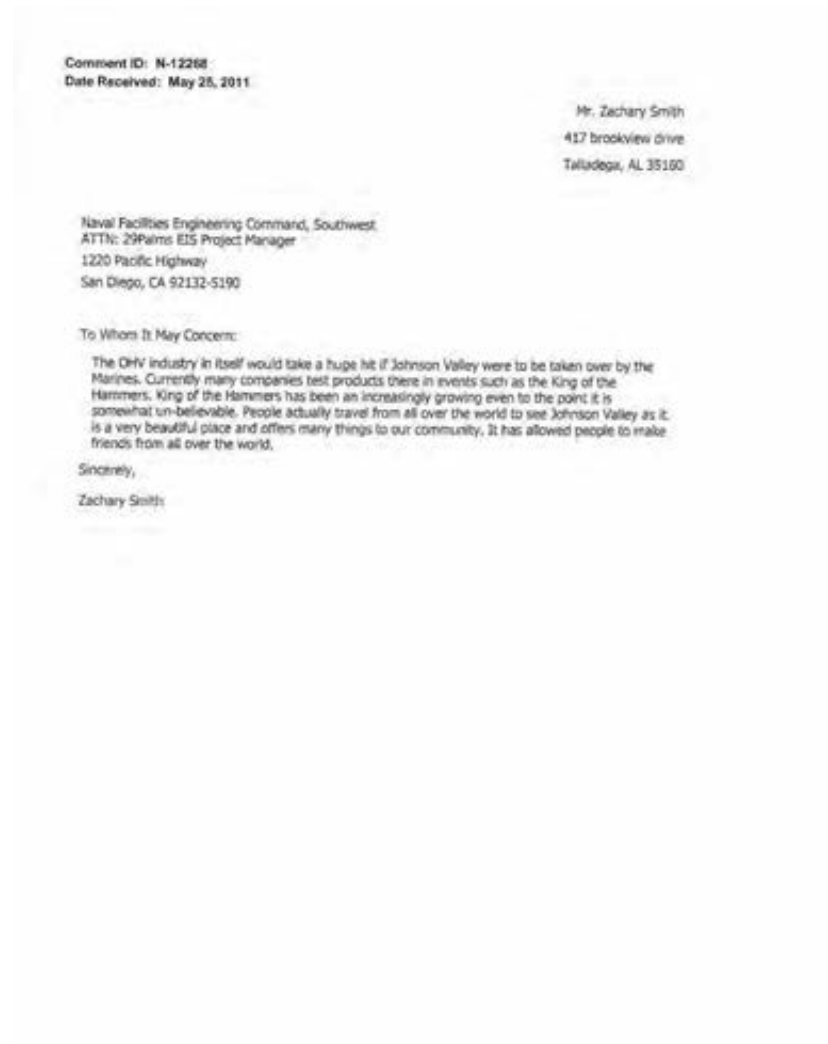 Comment ID: N-12268
Date Received: May 25, 2011
Mr. Zachary Smith
417 brookview drive
Talladega, AL 35160
Naval Facilities Engineering Command, Southwest
ATTN: 29Palms EIS Project Manager
1220 Pacific Highway
San Diego, CA 92132-5190
To Whom It May Concern:
The OHV industry in itself would take a huge hit if Johnson Valley were to be taken over by the
Marines. Currently many companies test products there in events such as the King of the
Hammers. King of the Hammers has been an increasingly growing even to the point it is
somewhat un-believable. People actually travel from all over the world to see Johnson Valley as it
is a very beautiful place and offers many things to our community. It has allowed people to make
friends from all over the world.
Sincerely,
Zachary Smith